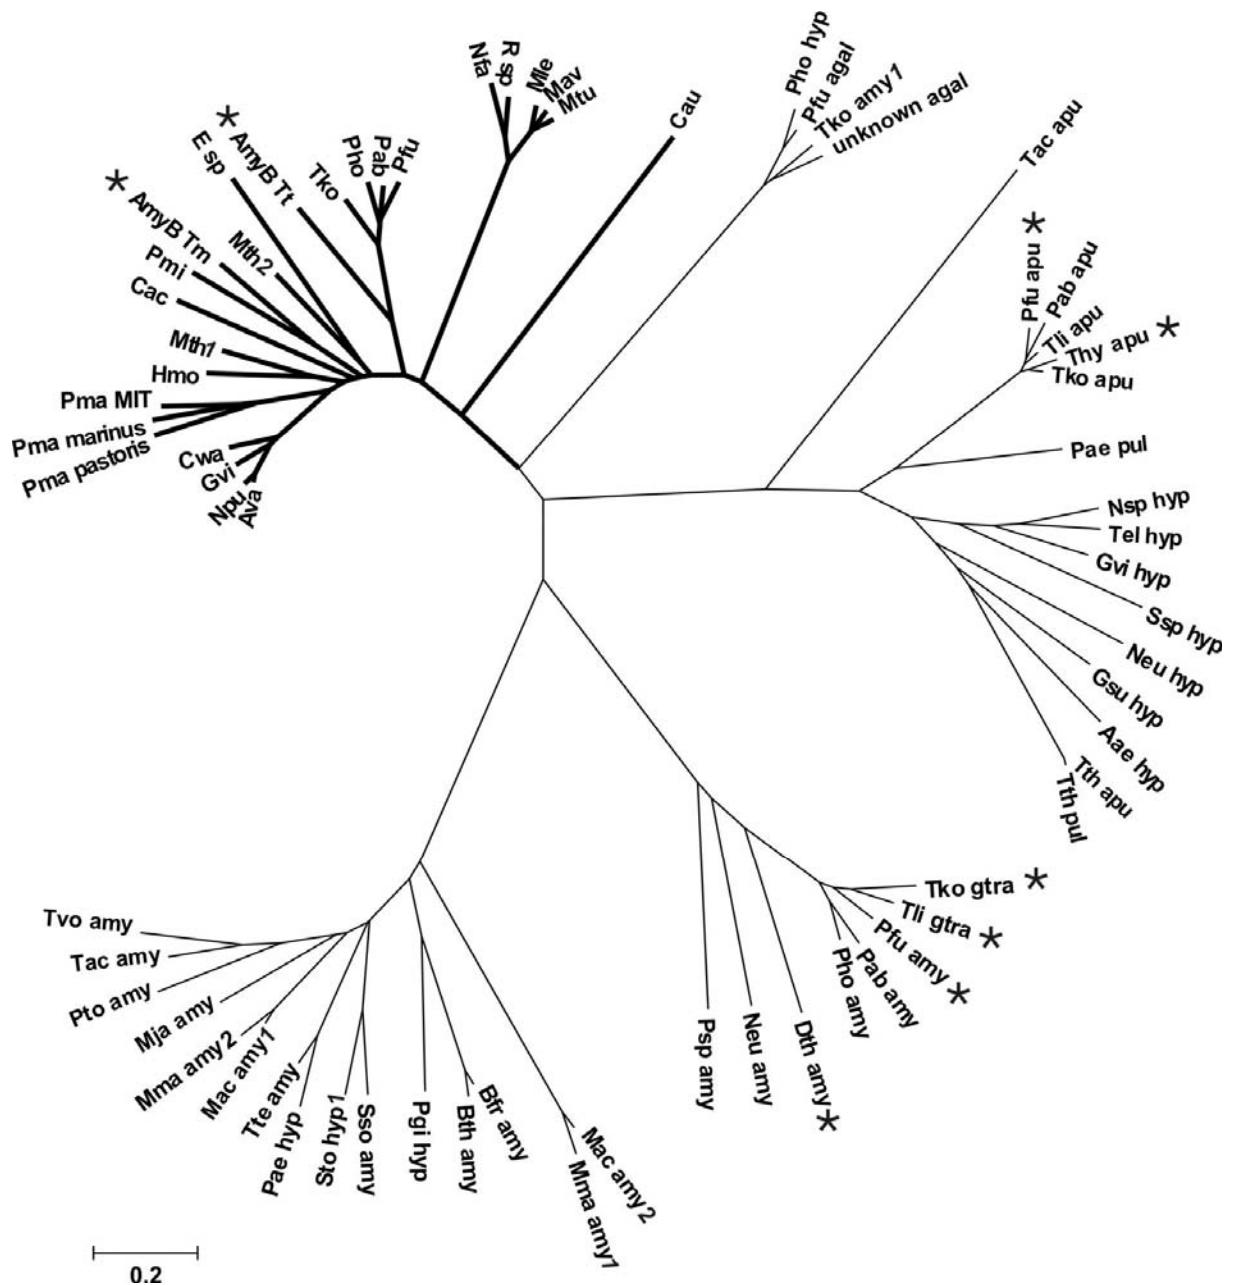 Nfa
R sp
Mle
Mav
Mtu
Cau
Pho hyp
Pfu agal
Tko amy1
unknown agal
Tac apu
* AmyB Tt
E sp
Tko
Pho
Pab
Pfu
* AmyB Tm
Mth2
Pmi
Cac
Mth1
Hmo
Pma MIT
Pma marinus
Pma pastoris
Cwa
Gvi
Npu
Ava
Pfu apu *
Pab apu
Tli apu
Thy apu *
Tko apu
Pae pul
Nsp hyp
Tel hyp
Gvi hyp
Ssp hyp
Neu hyp
Gsu hyp
Aae hyp
Tth apu
Tth pul
Tko gtra *
Tli gtra *
Pfu amy *
Pab amy
Pho amy
Dth amy *
Neu amy
Psp amy
Tvo amy
Tac amy
Pto amy
Mja amy
Mma amy2
Mac amy1
Tte amy
Pae hyp
Sto hyp1
Sso amy
Pgi hyp
Bth amy
Bfr amy
Mac amy2
Mma amy1
0.2